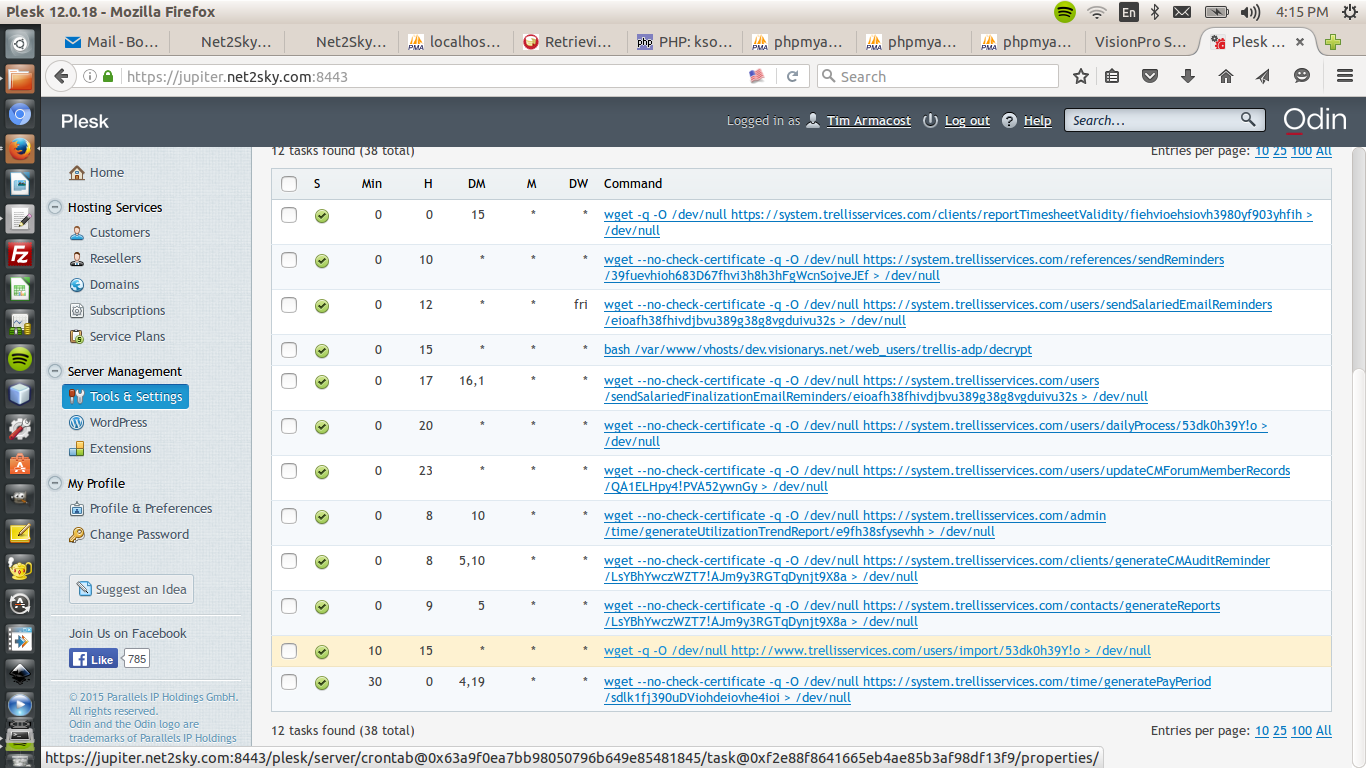 Plesk 12.0.18 - Mozilla Firefox
En
4:15 PM
Mail - Bo...
Net2Sky...
Net2Sky...
localhos...
Retrievi...
PHP: kso...
phpmya...
phpmya...
phpmya...
VisionPro S...
Plesk ...
https://jupiter.net2sky.com:8443
Search
Plesk
Logged in as Tim Armacost Log out Help
Search...
Odin
Home
Hosting Services
Customers
Resellers
Domains
Subscriptions
Service Plans
Server Management
Tools & Settings
WordPress
Extensions
My Profile
Profile & Preferences
Change Password
Suggest an Idea
Join Us on Facebook
Like 785
© 2015 Parallels IP Holdings GmbH.
All rights reserved.
Odin and the Odin logo are
trademarks of Parallels IP Holdings
12 tasks found (38 total) Entries per page: 10 25 100 All
S Min H DM M DW Command
0 0 15 * * wget -q -O /dev/null https://system.trellisservices.com/clients/reportTimesheetValidity/fiehvioehsiovh3980yf903yhfih >
/dev/null
0 10 * * * wget --no-check-certificate -q -O /dev/null https://system.trellisservices.com/references/sendReminders
/39fuevhioh683D67fhvi3h8h3hFgWcnSojveJEf > /dev/null
0 12 * * fri wget --no-check-certificate -q -O /dev/null https://system.trellisservices.com/users/sendSalariedEmailReminders
/eioafh38fhivdjbvu389g38g8vgduivu32s > /dev/null
0 15 * * * bash /var/www/vhosts/dev.visionarys.net/web_users/trellis-adp/decrypt
0 17 16,1 * * wget --no-check-certificate -q -O /dev/null https://system.trellisservices.com/users
/sendSalariedFinalizationEmailReminders/eioafh38fhivdjbvu389g38g8vgduivu32s > /dev/null
0 20 * * * wget --no-check-certificate -q -O /dev/null https://system.trellisservices.com/users/dailyProcess/53dk0h39Y!o >
/dev/null
0 23 * * * wget --no-check-certificate -q -O /dev/null https://system.trellisservices.com/users/updateCMForumMemberRecords
/QA1ELHpy4!PVA52ywnGy > /dev/null
0 8 10 * * wget --no-check-certificate -q -O /dev/null https://system.trellisservices.com/admin
/time/generateUtilizationTrendReport/e9fh38sfysevhh > /dev/null
0 8 5,10 * * wget --no-check-certificate -q -O /dev/null https://system.trellisservices.com/clients/generateCMAuditReminder
/LsYBhYwczWZT7!AJm9y3RGTqDynjt9X8a > /dev/null
0 9 5 * * wget --no-check-certificate -q -O /dev/null https://system.trellisservices.com/contacts/generateReports
/LsYBhYwczWZT7!AJm9y3RGTqDynjt9X8a > /dev/null
10 15 * * * wget -q -O /dev/null http://www.trellisservices.com/users/import/53dk0h39Y!o > /dev/null
30 0 4,19 * * wget --no-check-certificate -q -O /dev/null https://system.trellisservices.com/time/generatePayPeriod
/sdlk1fj390uDViohdeiovhe4ioi > /dev/null
12 tasks found (38 total) Entries per page: 10 25 100 All
https://jupiter.net2sky.com:8443/plesk/server/crontab@0x63a9f0ea7bb98050796b649e85481845/task@0xf2e88f8641665eb4ae85b3af98df13f9/properties/